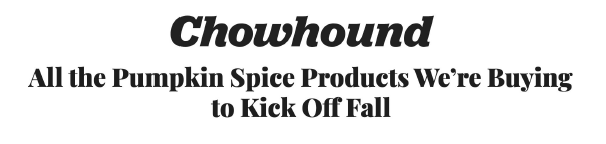 Chowhound
All the Pumpkin Spice Products We’re Buying
to Kick Off Fall